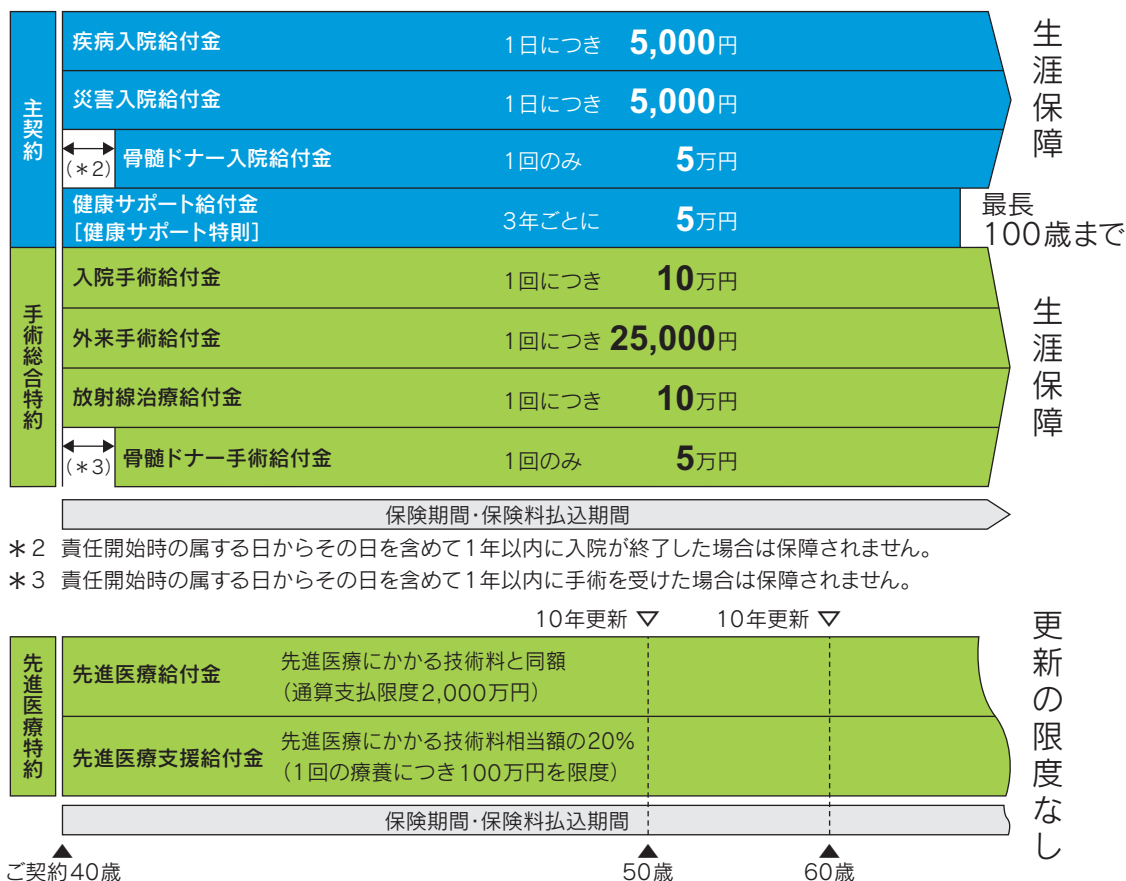 主契約
疾病入院給付金 1日につき 5,000円
災害入院給付金 1日につき 5,000円
(＊2) 骨髄ドナー入院給付金 1回のみ 5万円
生涯保障
健康サポート給付金
[健康サポート特則] 3年ごとに 5万円
最長
100歳まで
手術総合特約
入院手術給付金 1回につき 10万円
外来手術給付金 1回につき 25,000円
放射線治療給付金 1回につき 10万円
(＊3) 骨髄ドナー手術給付金 1回のみ 5万円
生涯保障
保険期間・保険料払込期間
＊2 責任開始時の属する日からその日を含めて1年以内に入院が終了した場合は保障されません。
＊3 責任開始時の属する日からその日を含めて1年以内に手術を受けた場合は保障されません。
10年更新 ▽ 10年更新 ▽
先進医療特約
先進医療給付金 先進医療にかかる技術料と同額
(通算支払限度2,000万円)
先進医療支援給付金 先進医療にかかる技術料相当額の20%
(1回の療養につき100万円を限度)
更新の限度なし
保険期間・保険料払込期間
ご契約40歳 50歳 60歳